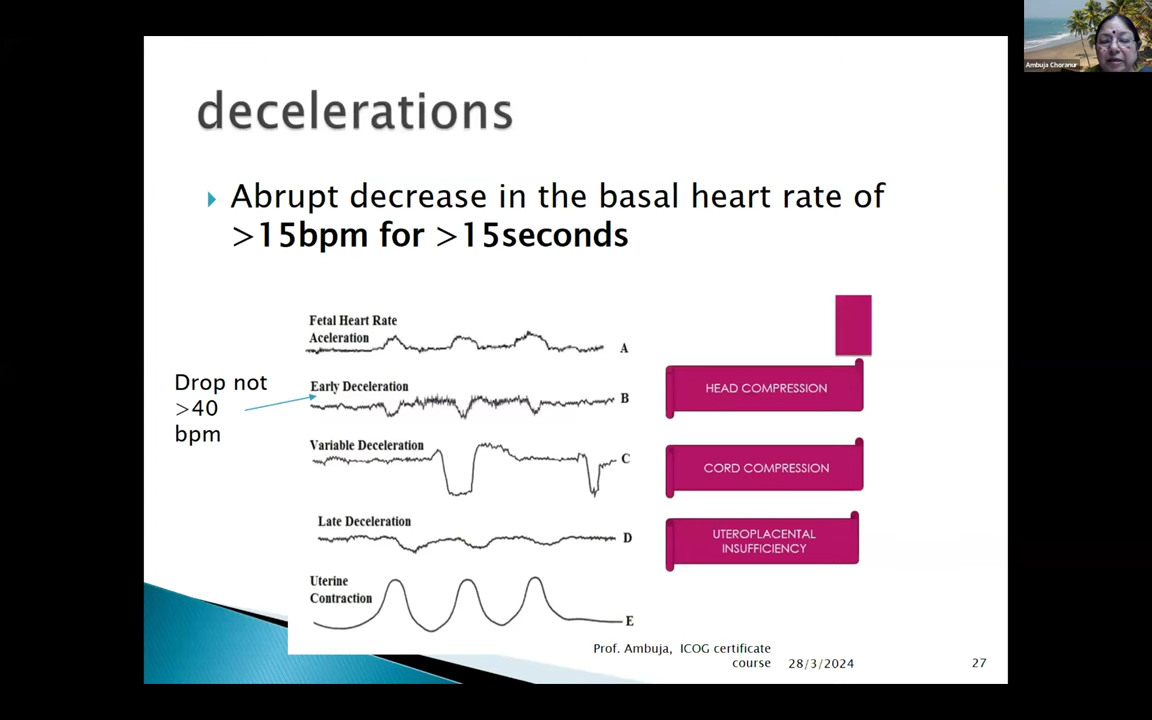 Ambuja Choranur
decelerations
Abrupt decrease in the basal heart rate of
>15bpm for >15seconds
Fetal Heart Rate
Aceleration
A
Drop not
>40
bpm
Early Deceleration
B
HEAD COMPRESSION
Variable Deceleration
C
CORD COMPRESSION
Late Deceleration
D
UTEROPLACENTAL
INSUFFICIENCY
Uterine
Contraction
E
Prof. Ambuja, ICOG certificate
course
28/3/2024
27